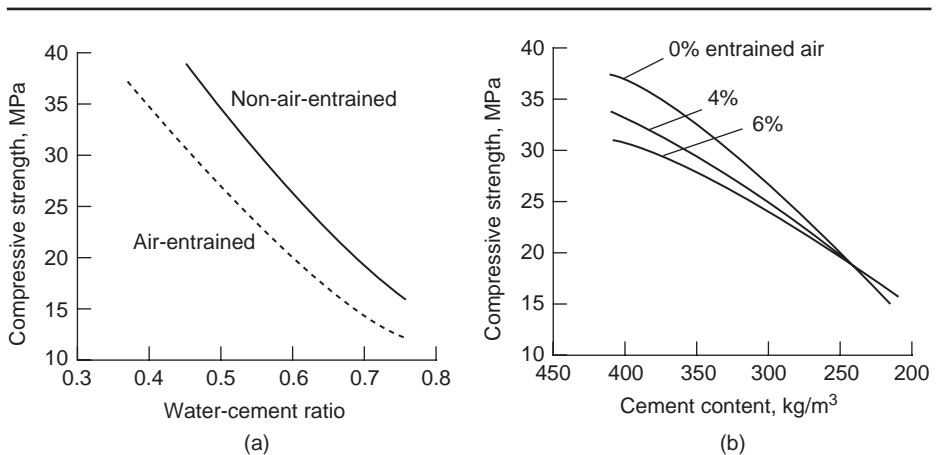 Compressive strength, MPa
40
35
30
25
20
15
10
0.3 0.4 0.5 0.6 0.7 0.8
Water-cement ratio
Non-air-entrained
Air-entrained
(a)
Compressive strength, MPa
40
35
30
25
20
15
10
450 400 350 300 250 200
Cement content, kg/m³
0% entrained air
4%
6%
(b)